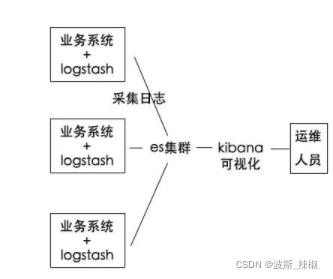 业务系统
+
logstash
采集日志
业务系统
+
logstash
es集群
kibana
可视化
运维
人员
业务系统
+
logstash
CSDN @波斯_辣椒